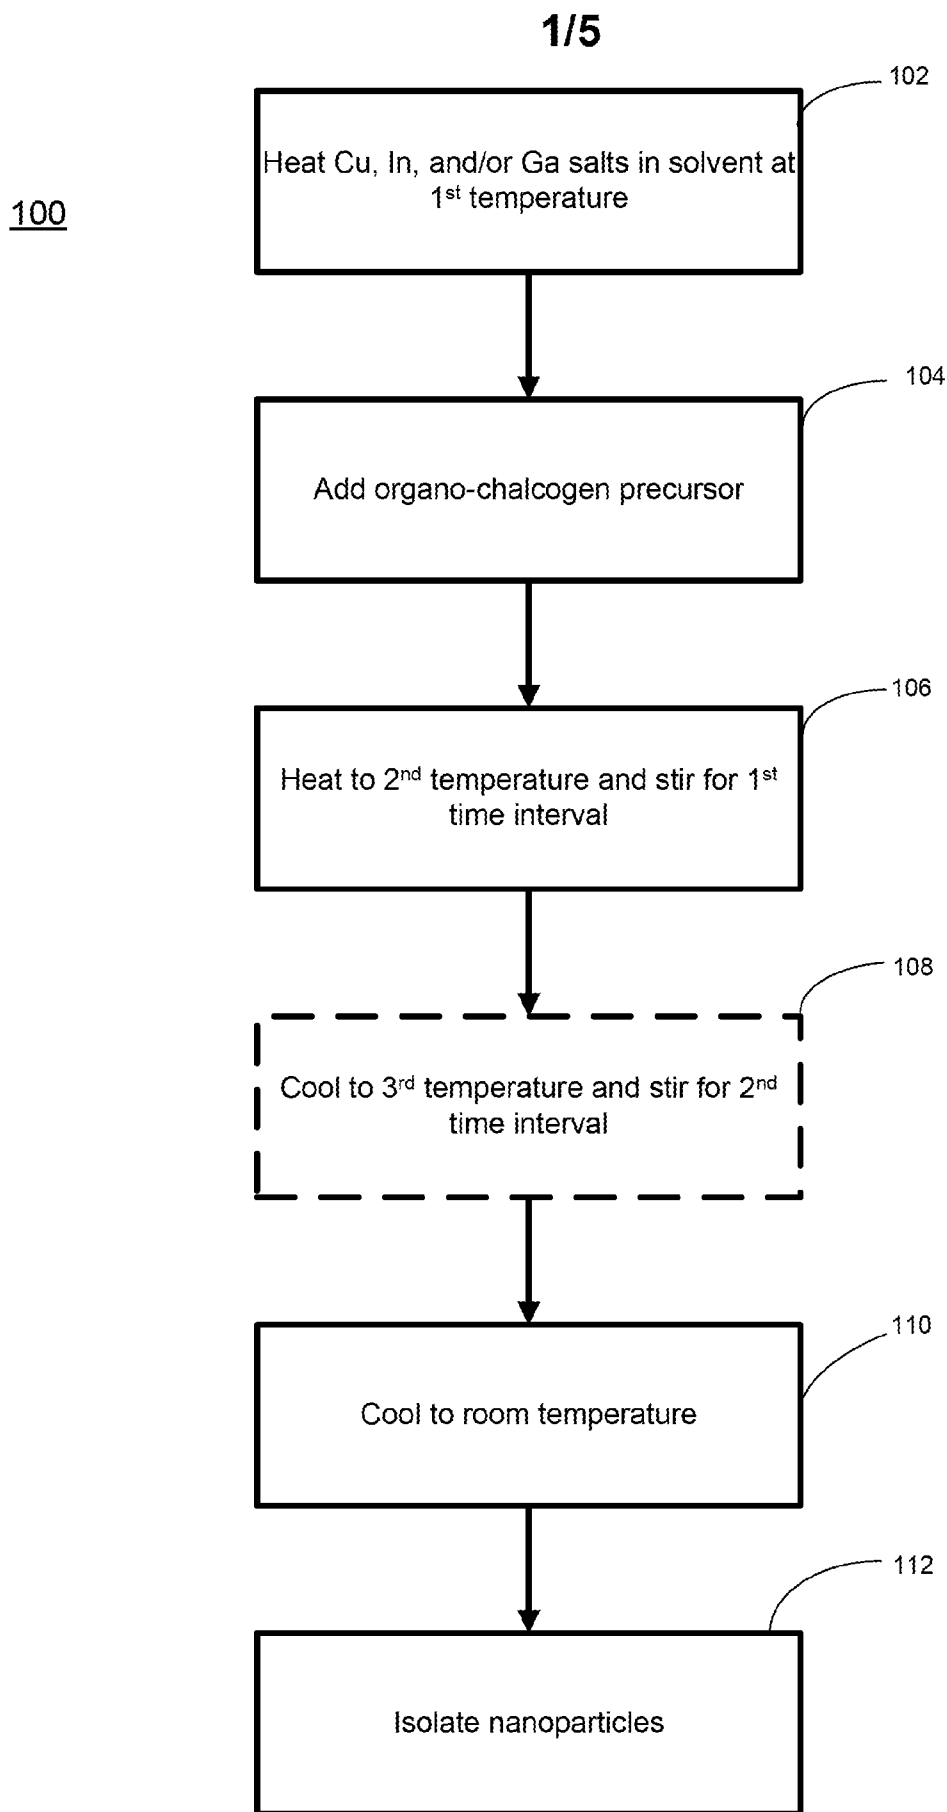 1/5
102
Heat Cu, In, and/or Ga salts in solvent at
1st temperature
100
104
Add organo-chalcogen precursor
106
Heat to 2nd temperature and stir for 1st
time interval
108
Cool to 3rd temperature and stir for 2nd
time interval
110
Cool to room temperature
112
Isolate nanoparticles